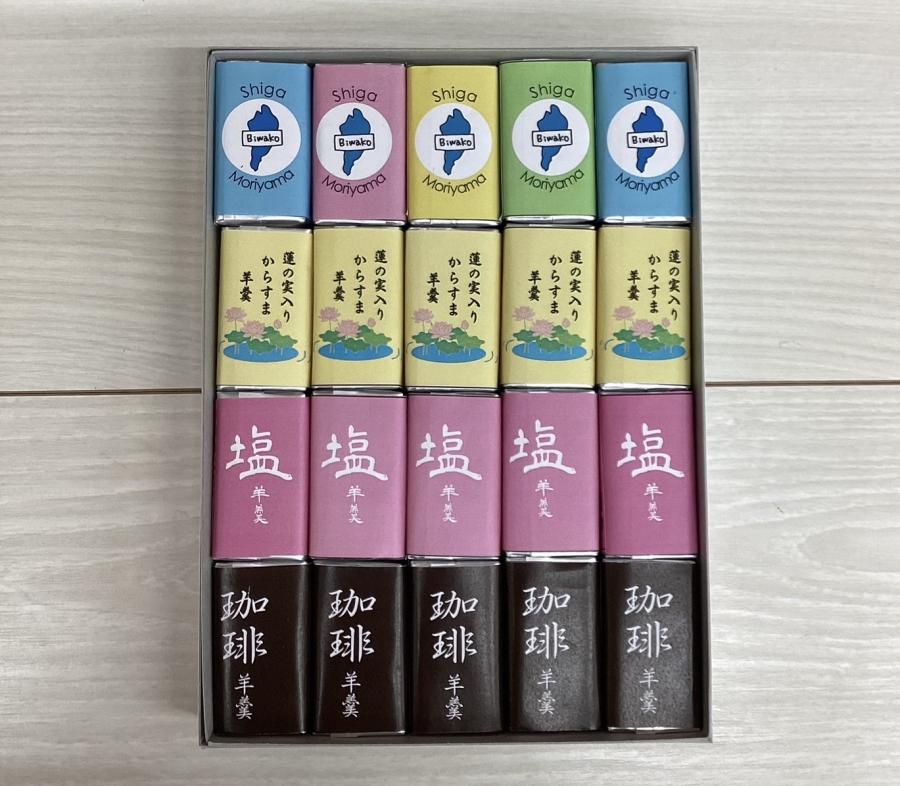 Shiga
Biwako
Moriyama
Shiga
Biwako
Moriyama
Shiga
Biwako
Moriyama
Shiga
Biwako
Moriyama
Shiga
Biwako
Moriyama
蓮の実入り
からすま
羊羹
蓮の実入り
からすま
羊羹
蓮の実入り
からすま
羊羹
蓮の実入り
からすま
羊羹
蓮の実入り
からすま
羊羹
塩
羊羹
塩
羊羹
塩
羊羹
塩
羊羹
塩
羊羹
珈琲
羊羹
珈琲
羊羹
珈琲
羊羹
珈琲
羊羹
珈琲
羊羹